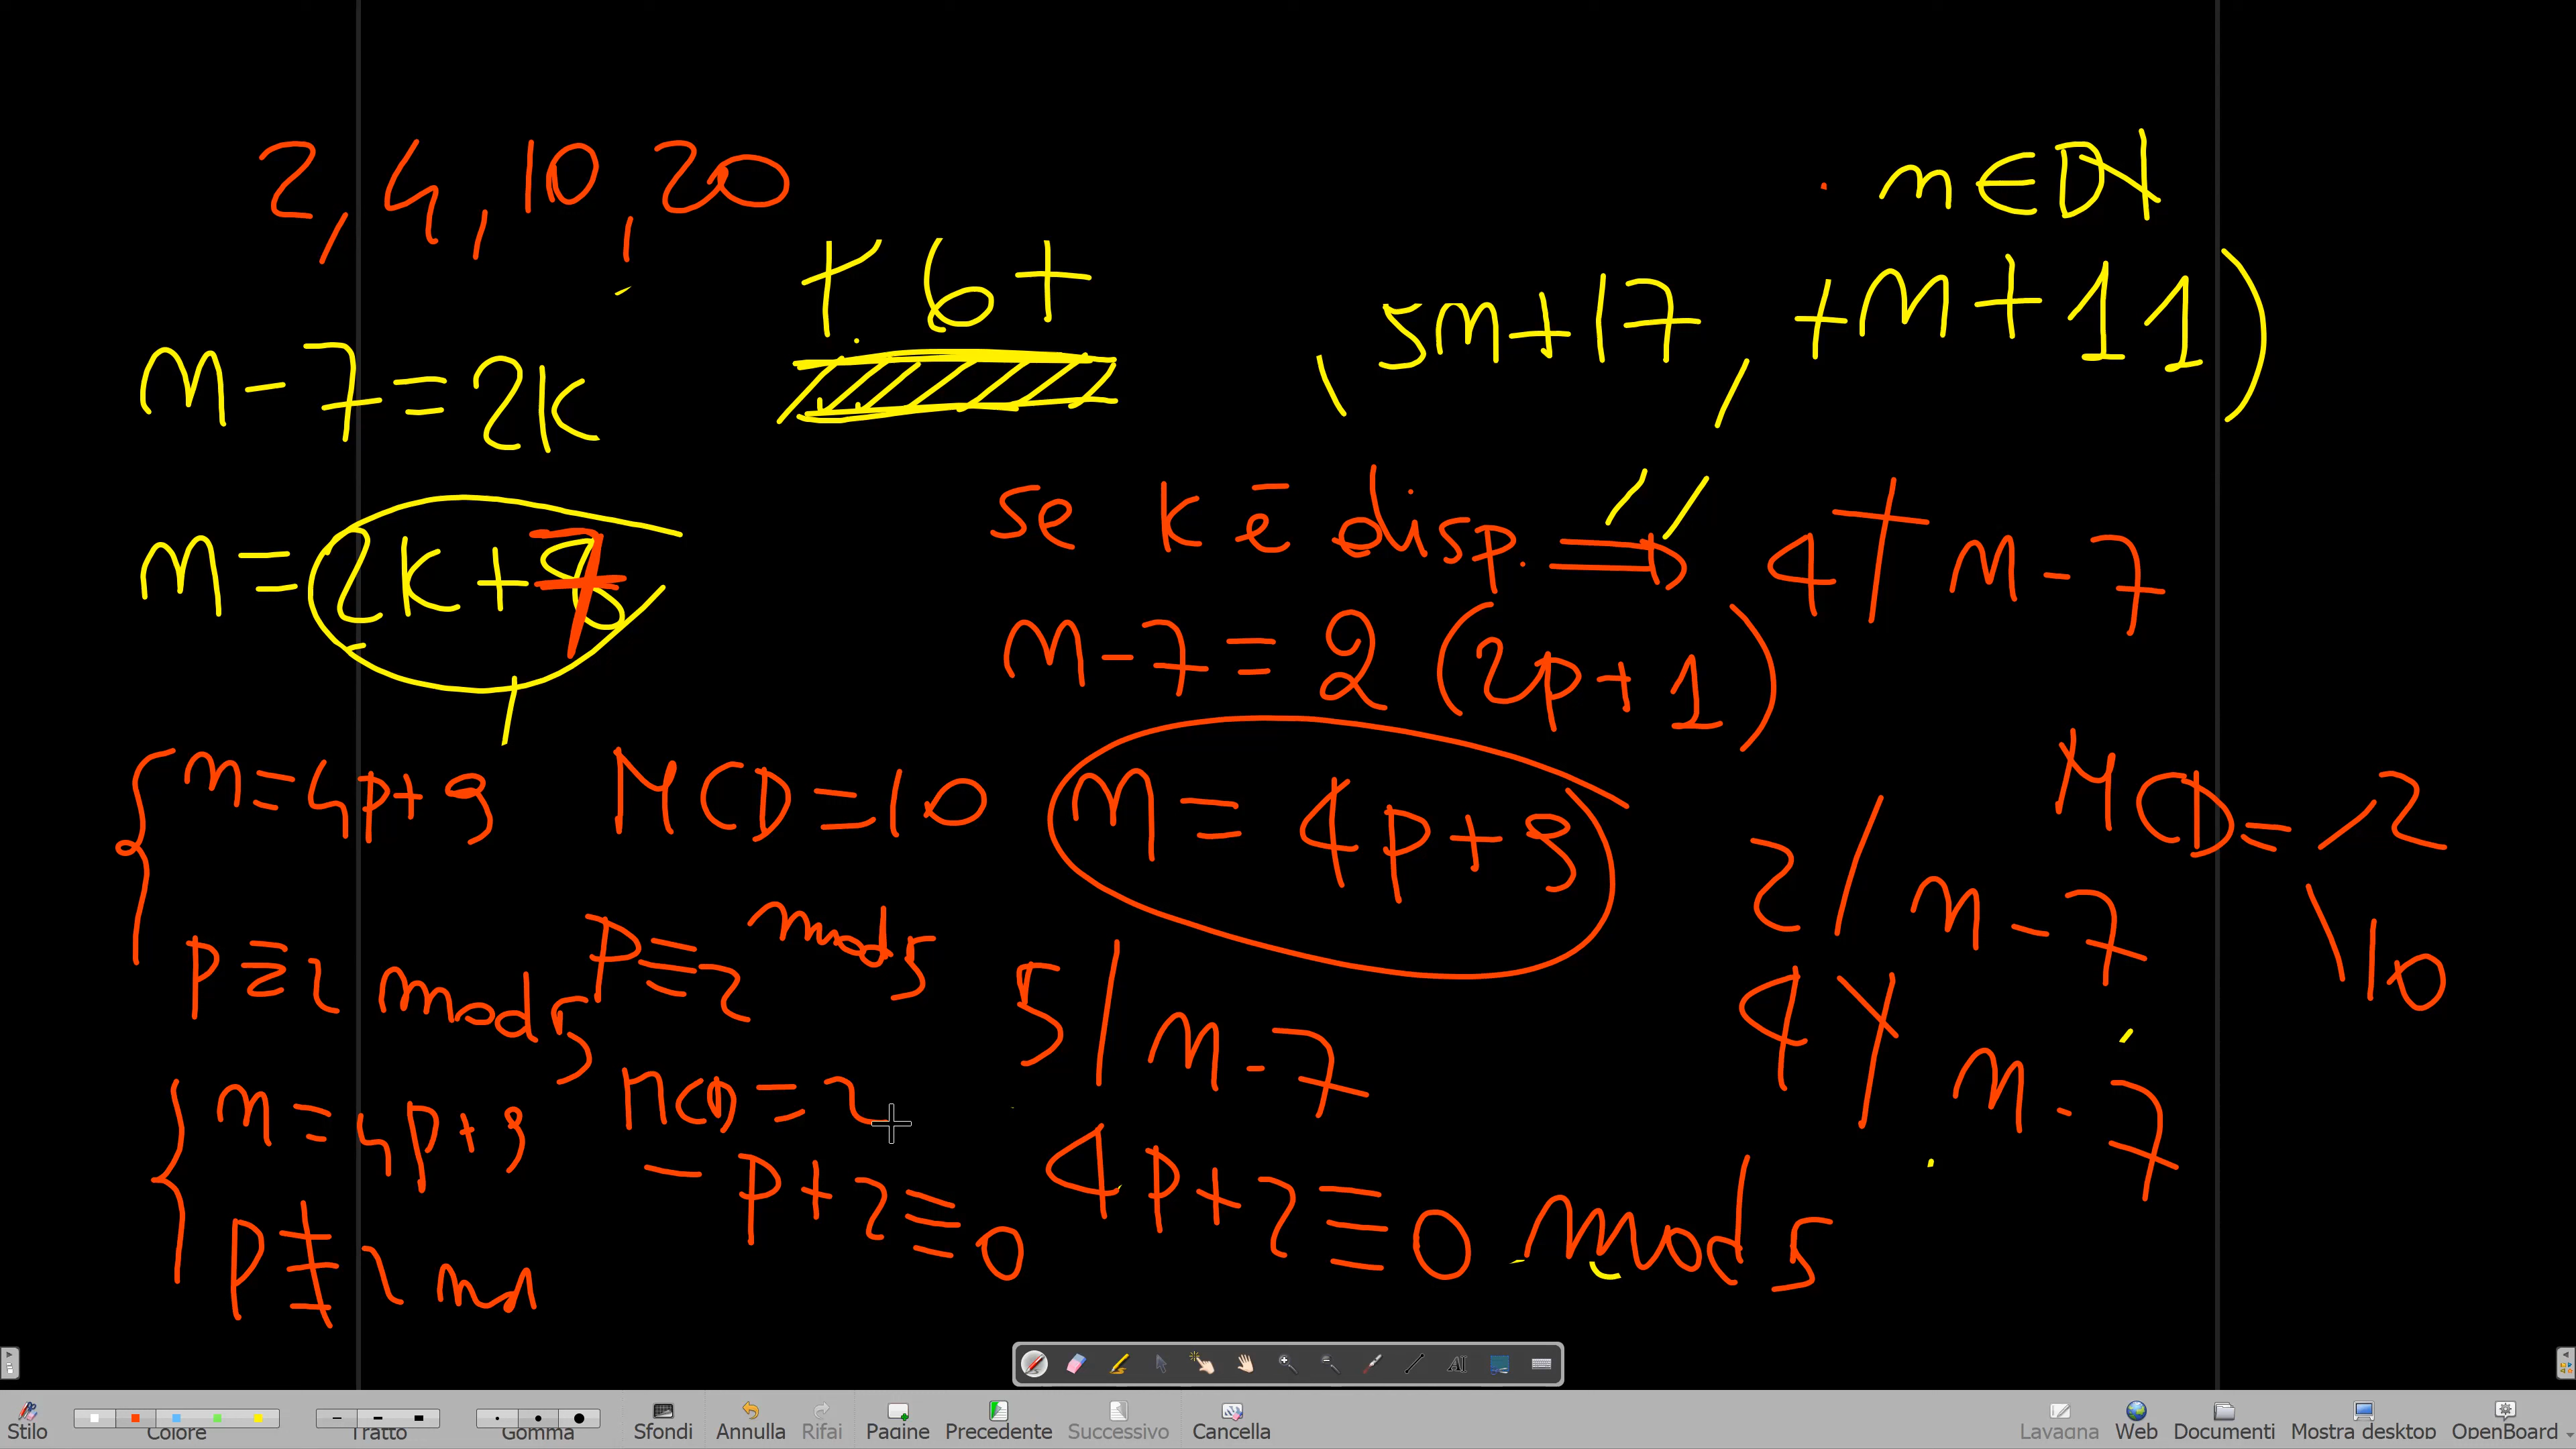 2, 4, 10, 20
n ∈ ℕ
6+
, 5n+17, +n+11)
n-7=2k
se k è disp. ⟹ 4∤n-7
n=2k+7
n-7=2(2p+1)
n=4p+9 MCD=10
n=4p+9
MCD=2
10
2/n-7
p≡2 mod5
p≡2 mod5
5/n-7
4∤n-7
n=4p+9 MCD=2
-p+2≡0
4p+2≡0 mod5
p≢2
Stilo
Colore
Tratto
Gomma
Sfondi
Annulla
Rifai
Pagine
Precedente
Successivo
Cancella
Lavagna
Web
Documenti
Mostra desktop
OpenBoard